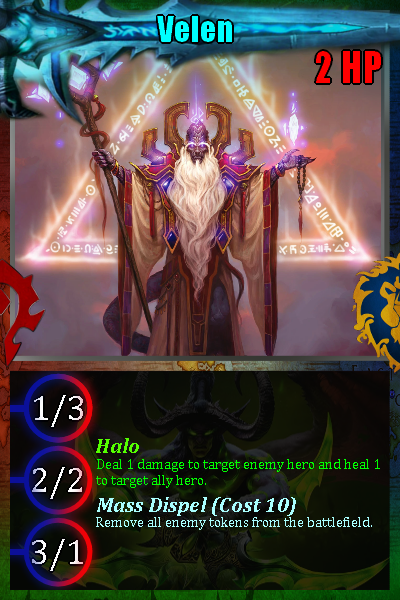 Velen
2 HP
1/3
2/2
3/1
Halo
Deal 1 damage to target enemy hero and heal 1
to target ally hero.
Mass Dispel (Cost 10)
Remove all enemy tokens from the battlefield.